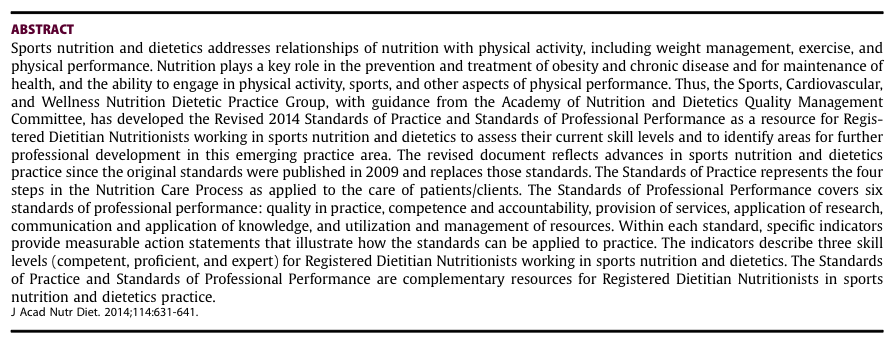 ABSTRACT
Sports nutrition and dietetics addresses relationships of nutrition with physical activity, including weight management, exercise, and
physical performance. Nutrition plays a key role in the prevention and treatment of obesity and chronic disease and for maintenance of
health, and the ability to engage in physical activity, sports, and other aspects of physical performance. Thus, the Sports, Cardiovascular,
and Wellness Nutrition Dietetic Practice Group, with guidance from the Academy of Nutrition and Dietetics Quality Management
Committee, has developed the Revised 2014 Standards of Practice and Standards of Professional Performance as a resource for Regis-
tered Dietitian Nutritionists working in sports nutrition and dietetics to assess their current skill levels and to identify areas for further
professional development in this emerging practice area. The revised document reflects advances in sports nutrition and dietetics
practice since the original standards were published in 2009 and replaces those standards. The Standards of Practice represents the four
steps in the Nutrition Care Process as applied to the care of patients/clients. The Standards of Professional Performance covers six
standards of professional performance: quality in practice, competence and accountability, provision of services, application of research,
communication and application of knowledge, and utilization and management of resources. Within each standard, specific indicators
provide measurable action statements that illustrate how the standards can be applied to practice. The indicators describe three skill
levels (competent, proficient, and expert) for Registered Dietitian Nutritionists working in sports nutrition and dietetics. The Standards
of Practice and Standards of Professional Performance are complementary resources for Registered Dietitian Nutritionists in sports
nutrition and dietetics practice.
J Acad Nutr Diet. 2014;114:631-641.